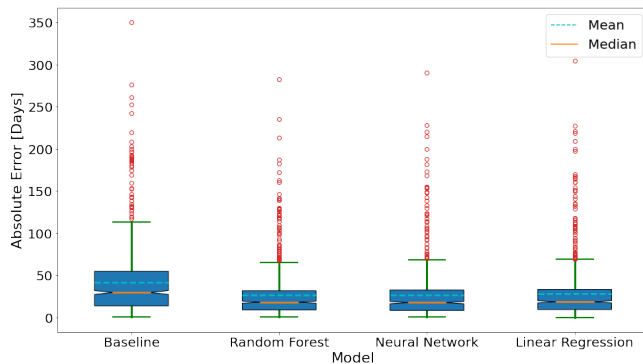 350
300
250
200
150
100
50
0
Absolute Error [Days]
Mean
Median
Baseline Random Forest Neural Network Linear Regression
Model